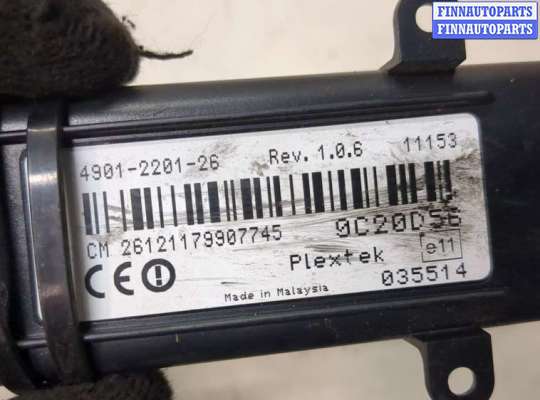 FINNAUTOPARTS
FINNAUTOPARTS
4901-2201-26 Rev. 1.0.6 11153
CM 26121179907745 0C20D56
CE Plextek e11
035514
Made in Malaysia